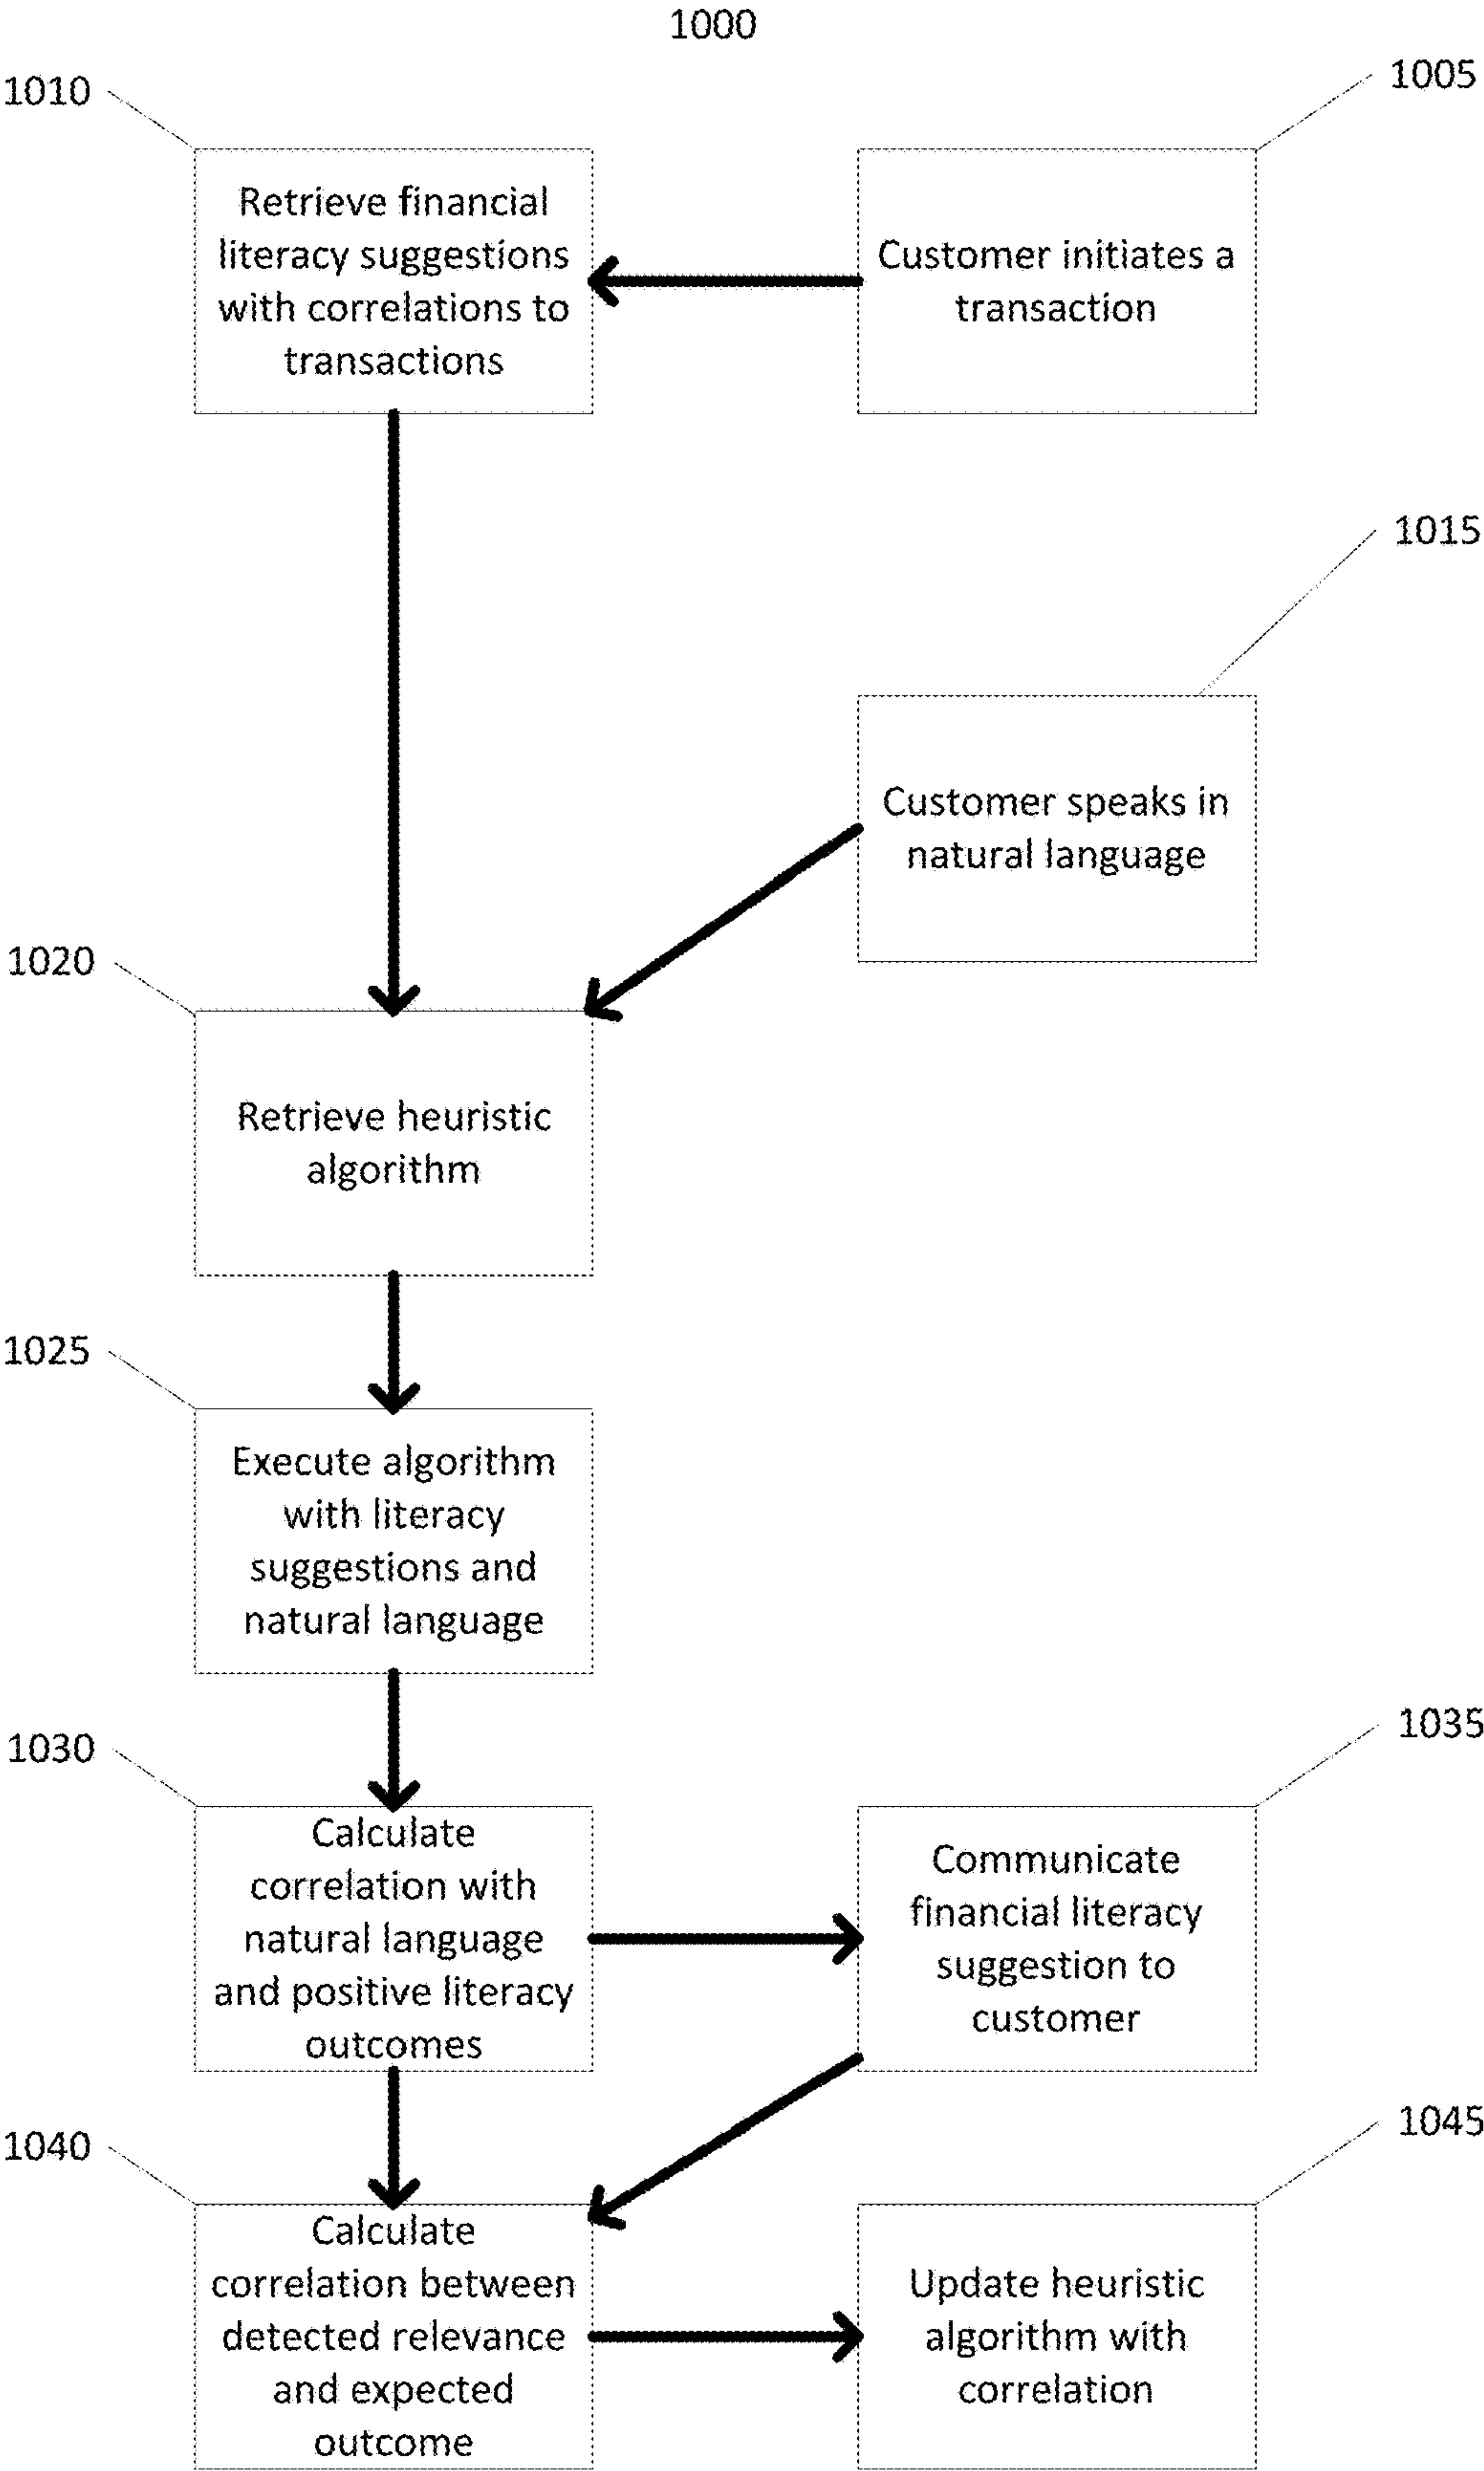 1000
1010
1005
Retrieve financial
literacy suggestions
with correlations to
transactions
Customer initiates a
transaction
1015
Customer speaks in
natural language
1020
Retrieve heuristic
algorithm
1025
Execute algorithm
with literacy
suggestions and
natural language
1030
1035
Calculate
correlation with
natural language
and positive literacy
outcomes
Communicate
financial literacy
suggestion to
customer
1040
1045
Calculate
correlation between
detected relevance
and expected
outcome
Update heuristic
algorithm with
correlation